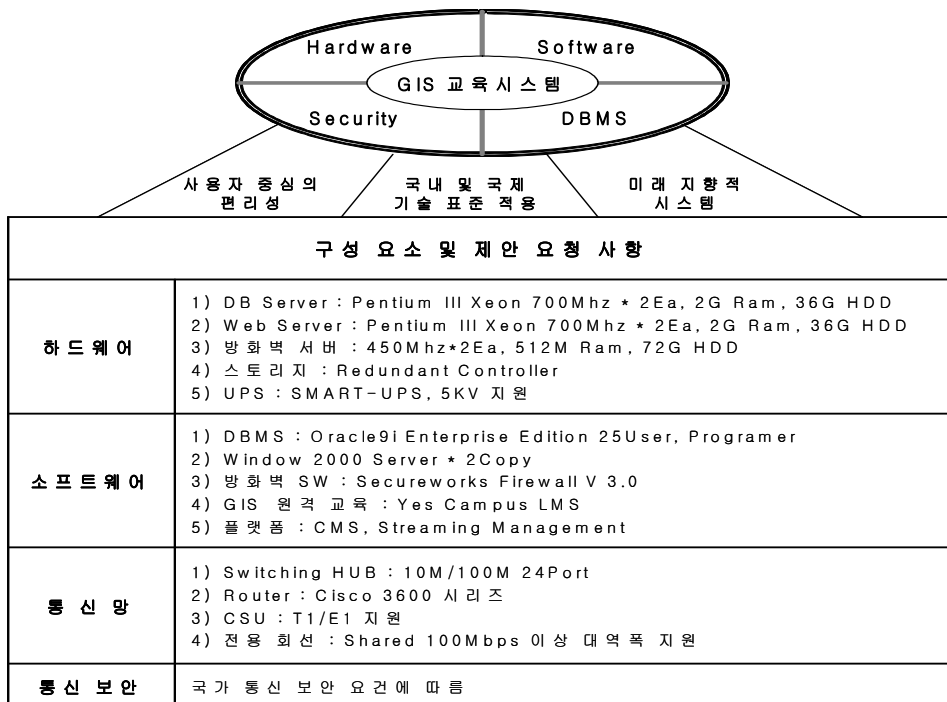 Hardware Software
GIS 교육시스템
Security DBMS
사용자 중심의 편리성
국내 및 국제 기술 표준 적용
미래 지향적 시스템
구성 요소 및 제안 요청 사항
하드웨어
1) DB Server : Pentium III Xeon 700Mhz * 2Ea, 2G Ram, 36G HDD
2) Web Server : Pentium III Xeon 700Mhz * 2Ea, 2G Ram, 36G HDD
3) 방화벽 서버 : 450Mhz*2Ea, 512M Ram, 72G HDD
4) 스토리지 : Redundant Controller
5) UPS : SMART-UPS, 5KV 지원
소프트웨어
1) DBMS : Oracle9i Enterprise Edition 25User, Programer
2) Window 2000 Server * 2Copy
3) 방화벽 SW : Secureworks Firewall V 3.0
4) GIS 원격 교육 : Yes Campus LMS
5) 플랫폼 : CMS, Streaming Management
통신망
1) Switching HUB : 10M/100M 24Port
2) Router : Cisco 3600 시리즈
3) CSU : T1/E1 지원
4) 전용 회선 : Shared 100Mbps 이상 대역폭 지원
통신 보안
국가 통신 보안 요건에 따름